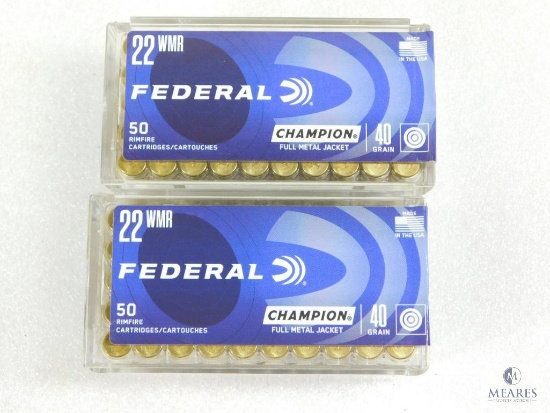 22 WMR
MADE
IN THE USA
FEDERAL
50
RIMFIRE
CARTRIDGES/CARTOUCHES
CHAMPION
FULL METAL JACKET
40
GRAIN
22 WMR
MADE
IN THE USA
FEDERAL
50
RIMFIRE
CARTRIDGES/CARTOUCHES
CHAMPION
FULL METAL JACKET
40
GRAIN
M
MEARES